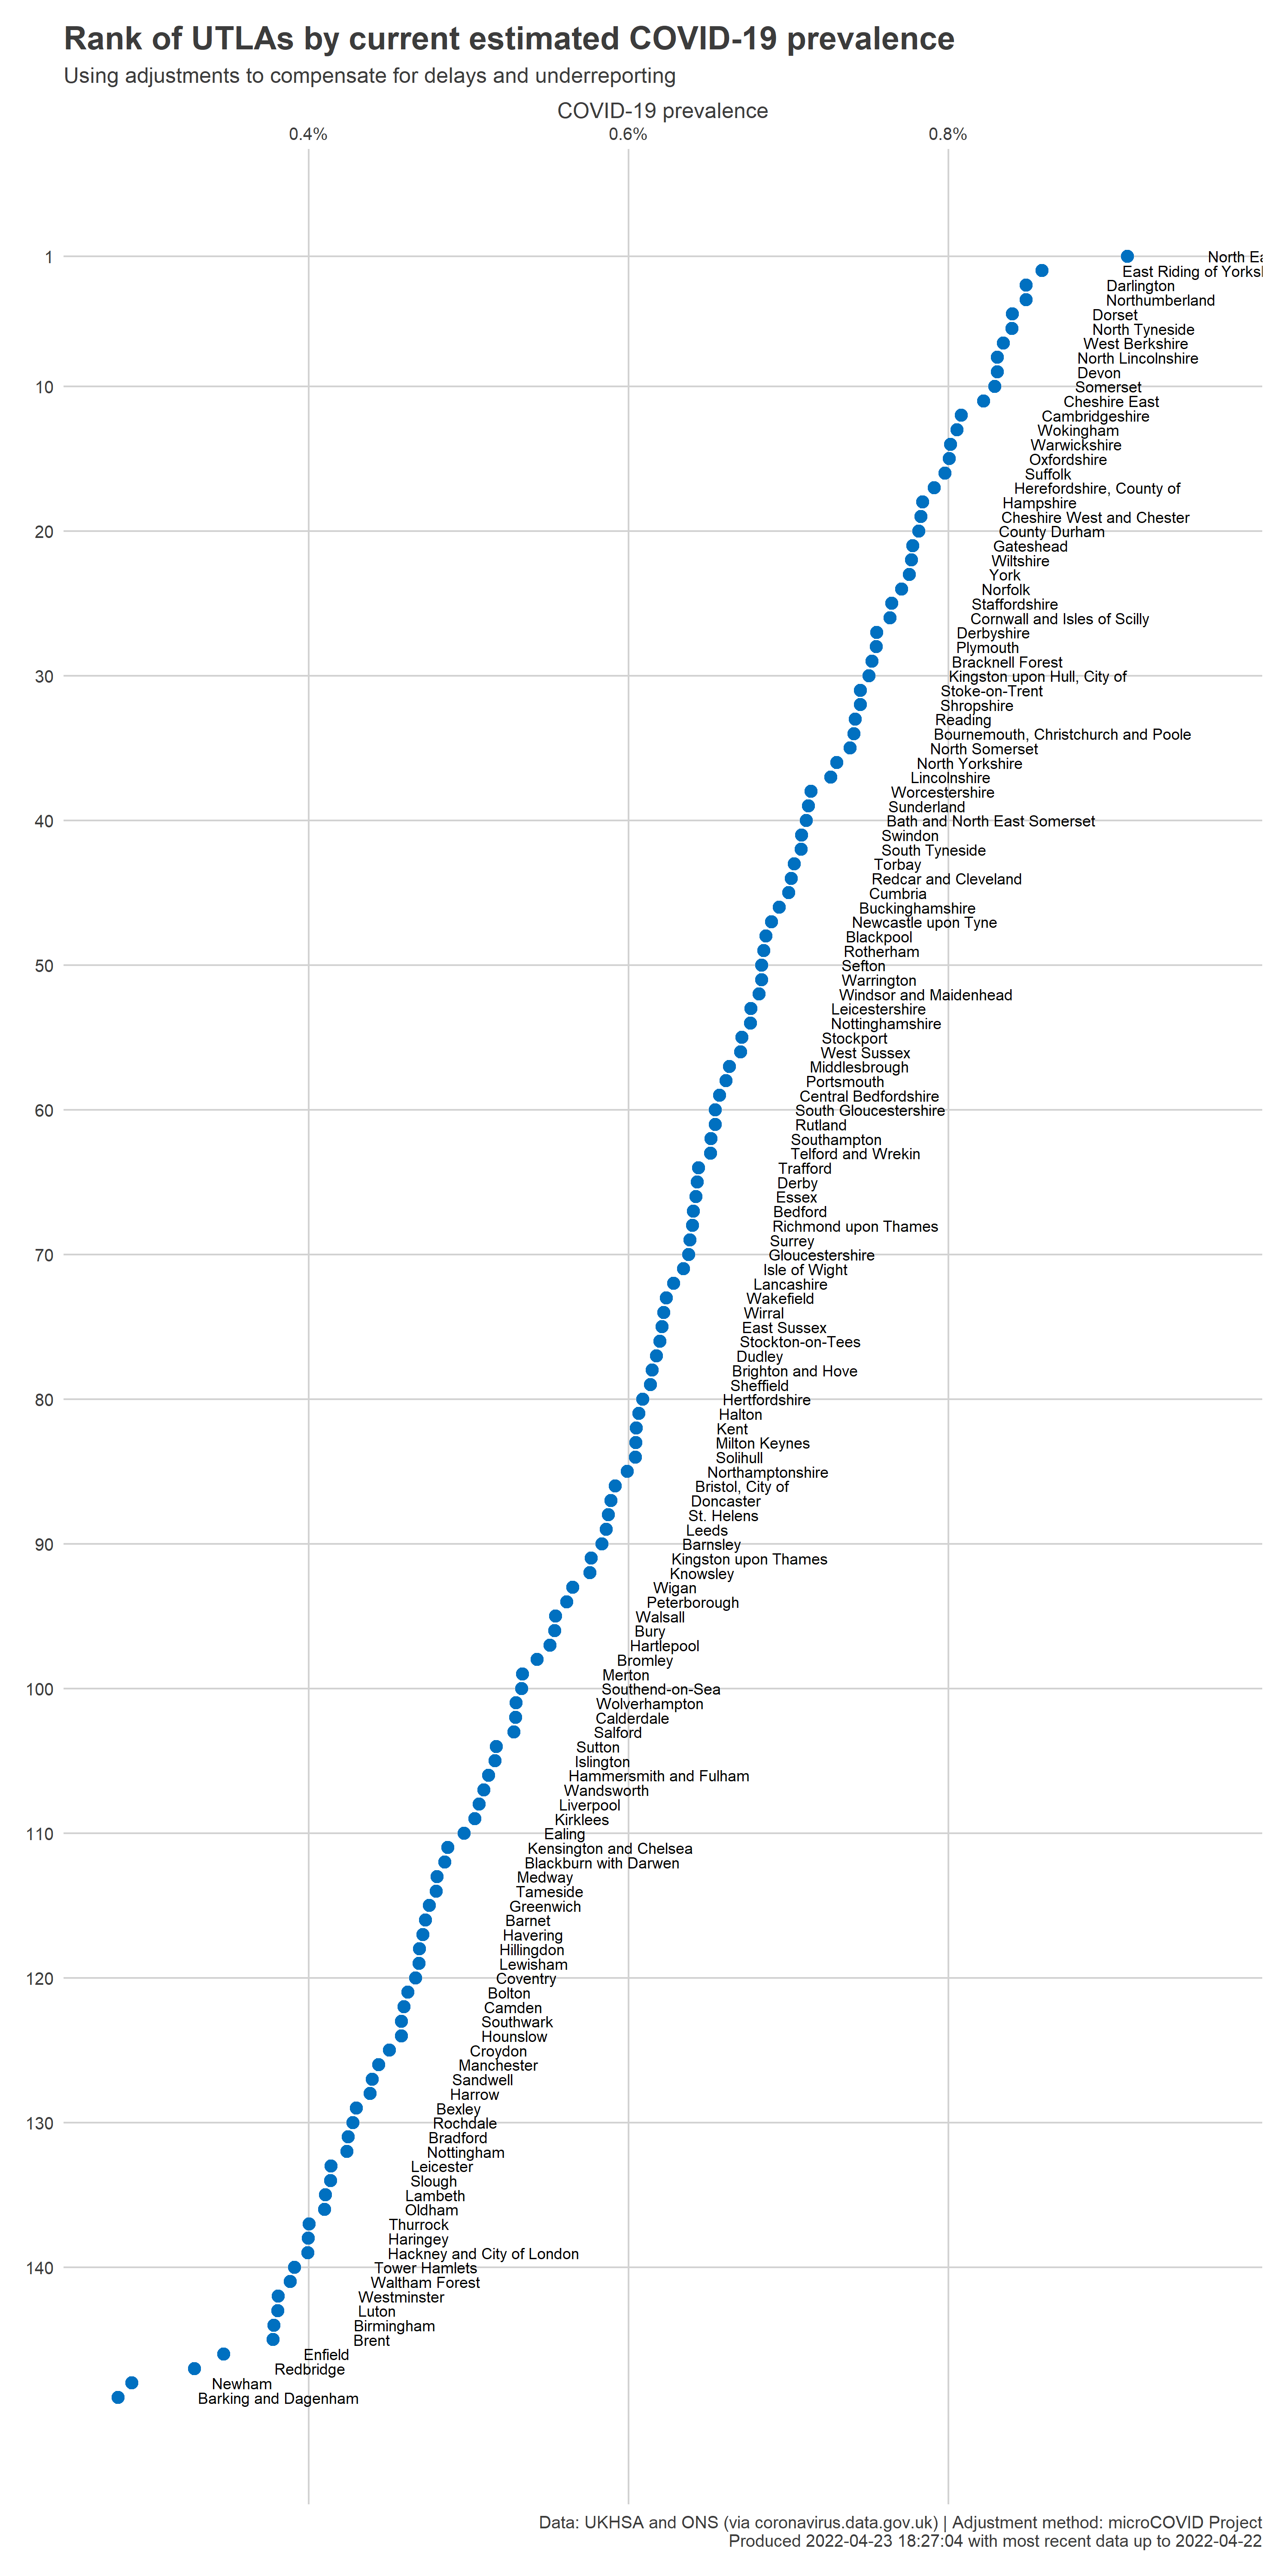 Rank of UTLAs by current estimated COVID-19 prevalence
Using adjustments to compensate for delays and underreporting
COVID-19 prevalence
0.4% 0.6% 0.8%
1 North Ea
East Riding of Yorks
Darlington
Northumberland
Dorset
North Tyneside
West Berkshire
North Lincolnshire
Devon
10 Somerset
Cheshire East
Cambridgeshire
Wokingham
Warwickshire
Oxfordshire
Suffolk
Herefordshire, County of
Hampshire
Cheshire West and Chester
20 County Durham
Gateshead
Wiltshire
York
Norfolk
Staffordshire
Cornwall and Isles of Scilly
Derbyshire
Plymouth
Bracknell Forest
30 Kingston upon Hull, City of
Stoke-on-Trent
Shropshire
Reading
Bournemouth, Christchurch and Poole
North Somerset
North Yorkshire
Lincolnshire
Worcestershire
Sunderland
40 Bath and North East Somerset
Swindon
South Tyneside
Torbay
Redcar and Cleveland
Cumbria
Buckinghamshire
Newcastle upon Tyne
Blackpool
Rotherham
50 Sefton
Warrington
Windsor and Maidenhead
Leicestershire
Nottinghamshire
Stockport
West Sussex
Middlesbrough
Portsmouth
Central Bedfordshire
60 South Gloucestershire
Rutland
Southampton
Telford and Wrekin
Trafford
Derby
Essex
Bedford
Richmond upon Thames
Surrey
70 Gloucestershire
Isle of Wight
Lancashire
Wakefield
Wirral
East Sussex
Stockton-on-Tees
Dudley
Brighton and Hove
Sheffield
80 Hertfordshire
Halton
Kent
Milton Keynes
Solihull
Northamptonshire
Bristol, City of
Doncaster
St. Helens
Leeds
90 Barnsley
Kingston upon Thames
Knowsley
Wigan
Peterborough
Walsall
Bury
Hartlepool
Bromley
Merton
100 Southend-on-Sea
Wolverhampton
Calderdale
Salford
Sutton
Islington
Hammersmith and Fulham
Wandsworth
Liverpool
Kirklees
110 Ealing
Kensington and Chelsea
Blackburn with Darwen
Medway
Tameside
Greenwich
Barnet
Havering
Hillingdon
Lewisham
120 Coventry
Bolton
Camden
Southwark
Hounslow
Croydon
Manchester
Sandwell
Harrow
Bexley
130 Rochdale
Bradford
Nottingham
Leicester
Slough
Lambeth
Oldham
Thurrock
Haringey
Hackney and City of London
140 Tower Hamlets
Waltham Forest
Westminster
Luton
Birmingham
Brent
Enfield
Redbridge
Newham
Barking and Dagenham
Data: UKHSA and ONS (via coronavirus.data.gov.uk) | Adjustment method: microCOVID Project
Produced 2022-04-23 18:27:04 with most recent data up to 2022-04-22